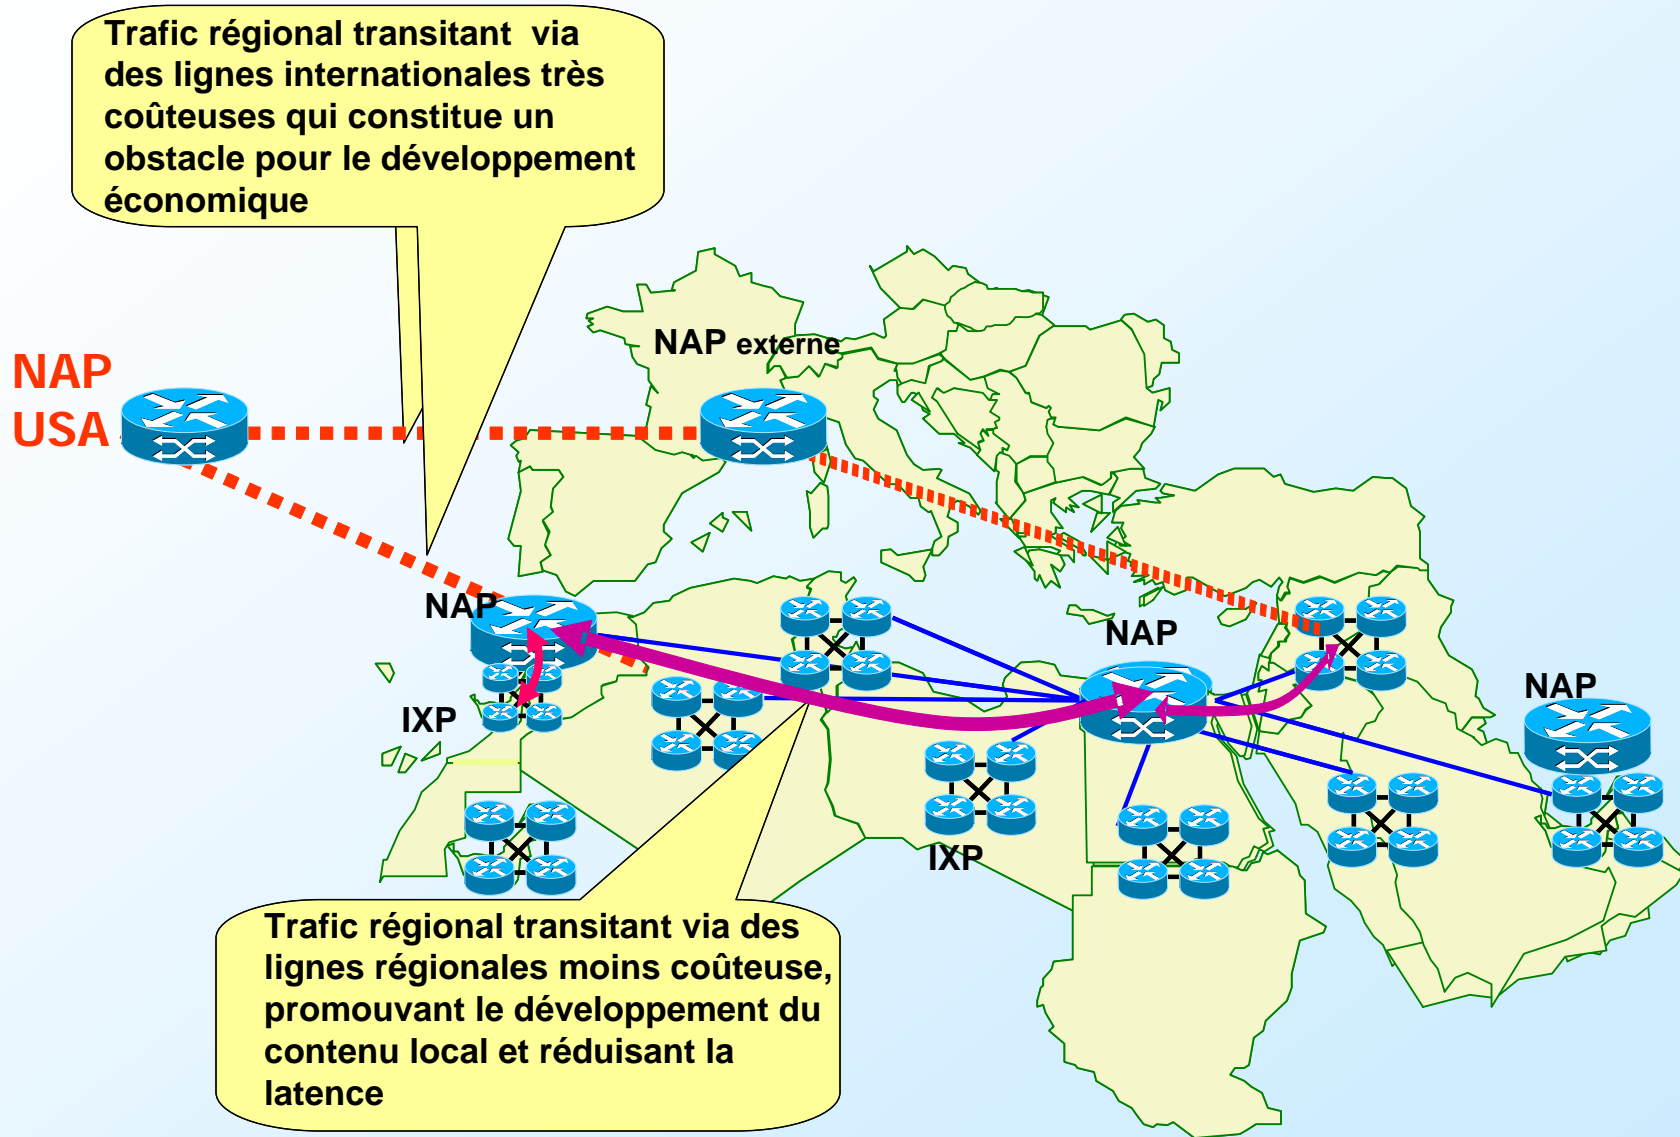 Trafic régional transitant  via
des lignes internationales très
coûteuses qui constitue un
obstacle pour le développement
économique
NAP externe
NAP
USA
NAP
NAP
NAP
IXP
IXP
Trafic régional transitant via des
lignes régionales moins coûteuse,
promouvant le développement du
contenu local et réduisant la
latence